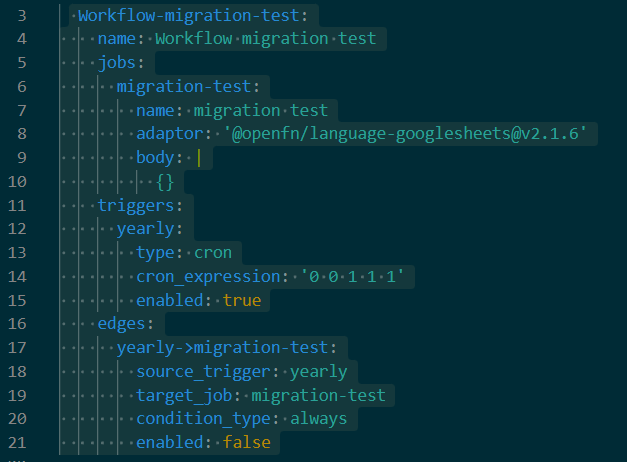 3 Workflow-migration-test:
4 name: Workflow migration test
5 jobs:
6 migration-test:
7 name: migration test
8 adaptor: '@openfn/language-googlesheets@v2.1.6'
9 body: |
10 {}
11 triggers:
12 yearly:
13 type: cron
14 cron_expression: '0 0 1 1 1'
15 enabled: true
16 edges:
17 yearly->migration-test:
18 source_trigger: yearly
19 target_job: migration-test
20 condition_type: always
21 enabled: false